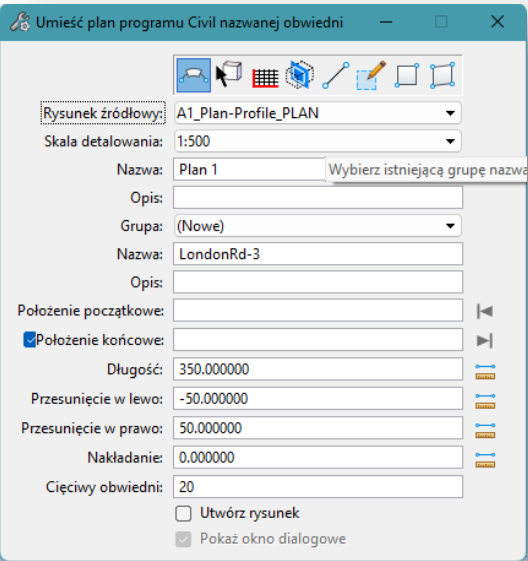 Umieść plan programu Civil nazwanej obwiedni
Rysunek źródłowy: A1_Plan-Profile_PLAN
Skala detalowania: 1:500
Nazwa: Plan 1
Wybierz istniejącą grupę nazwa
Opis:
Grupa: (Nowe)
Nazwa: LondonRd-3
Opis:
Położenie początkowe:
Położenie końcowe:
Długość: 350.000000
Przesunięcie w lewo: -50.000000
Przesunięcie w prawo: 50.000000
Nakładanie: 0.000000
Cięciwy obwiedni: 20
Utwórz rysunek
Pokaż okno dialogowe